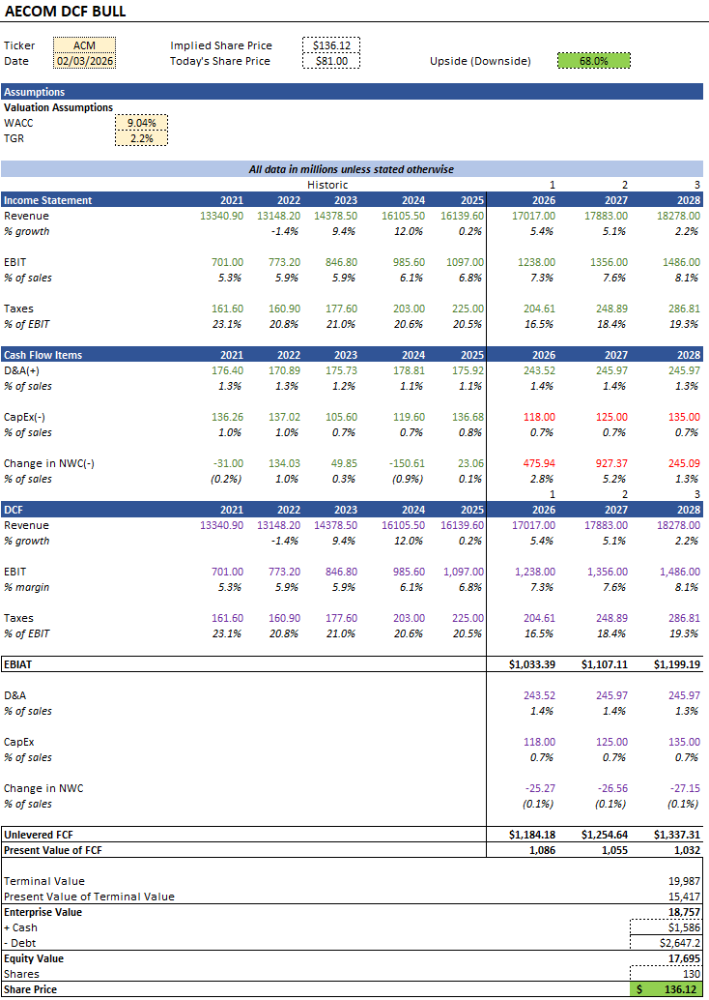 AECOM DCF BULL
Ticker ACM Implied Share Price $136.12
Date 02/03/2026 Today's Share Price $81.00 Upside (Downside) 68.0%
Assumptions
Valuation Assumptions
WACC 9.04%
TGR 2.2%
All data in millions unless stated otherwise
Historic 1 2 3
Income Statement 2021 2022 2023 2024 2025 2026 2027 2028
Revenue 13340.90 13148.20 14378.50 16105.50 16139.60 17017.00 17883.00 18278.00
% growth -1.4% 9.4% 12.0% 0.2% 5.4% 5.1% 2.2%
EBIT 701.00 773.20 846.80 985.60 1097.00 1238.00 1356.00 1486.00
% of sales 5.3% 5.9% 5.9% 6.1% 6.8% 7.3% 7.6% 8.1%
Taxes 161.60 160.90 177.60 203.00 225.00 204.61 248.89 286.81
% of EBIT 23.1% 20.8% 21.0% 20.6% 20.5% 16.5% 18.4% 19.3%
Cash Flow Items 2021 2022 2023 2024 2025 2026 2027 2028
D&A(+) 176.40 170.89 175.73 178.81 175.92 243.52 245.97 245.97
% of sales 1.3% 1.3% 1.2% 1.1% 1.1% 1.4% 1.4% 1.3%
CapEx(-) 136.26 137.02 105.60 119.60 136.68 118.00 125.00 135.00
% of sales 1.0% 1.0% 0.7% 0.7% 0.8% 0.7% 0.7% 0.7%
Change in NWC(-) -31.00 134.03 49.85 -150.61 23.06 475.94 927.37 245.09
% of sales (0.2%) 1.0% 0.3% (0.9%) 0.1% 2.8% 5.2% 1.3%
1 2 3
DCF 2021 2022 2023 2024 2025 2026 2027 2028
Revenue 13340.90 13148.20 14378.50 16105.50 16139.60 17017.00 17883.00 18278.00
% growth -1.4% 9.4% 12.0% 0.2% 5.4% 5.1% 2.2%
EBIT 701.00 773.20 846.80 985.60 1,097.00 1,238.00 1,356.00 1,486.00
% margin 5.3% 5.9% 5.9% 6.1% 6.8% 7.3% 7.6% 8.1%
Taxes 161.60 160.90 177.60 203.00 225.00 204.61 248.89 286.81
% of EBIT 23.1% 20.8% 21.0% 20.6% 20.5% 16.5% 18.4% 19.3%
EBIAT $1,033.39 $1,107.11 $1,199.19
D&A 243.52 245.97 245.97
% of sales 1.4% 1.4% 1.3%
CapEx 118.00 125.00 135.00
% of sales 0.7% 0.7% 0.7%
Change in NWC -25.27 -26.56 -27.15
% of sales (0.1%) (0.1%) (0.1%)
Unlevered FCF $1,184.18 $1,254.64 $1,337.31
Present Value of FCF 1,086 1,055 1,032
Terminal Value 19,987
Present Value of Terminal Value 15,417
Enterprise Value 18,757
+ Cash $1,586
- Debt $2,647.2
Equity Value 17,695
Shares 130
Share Price $ 136.12